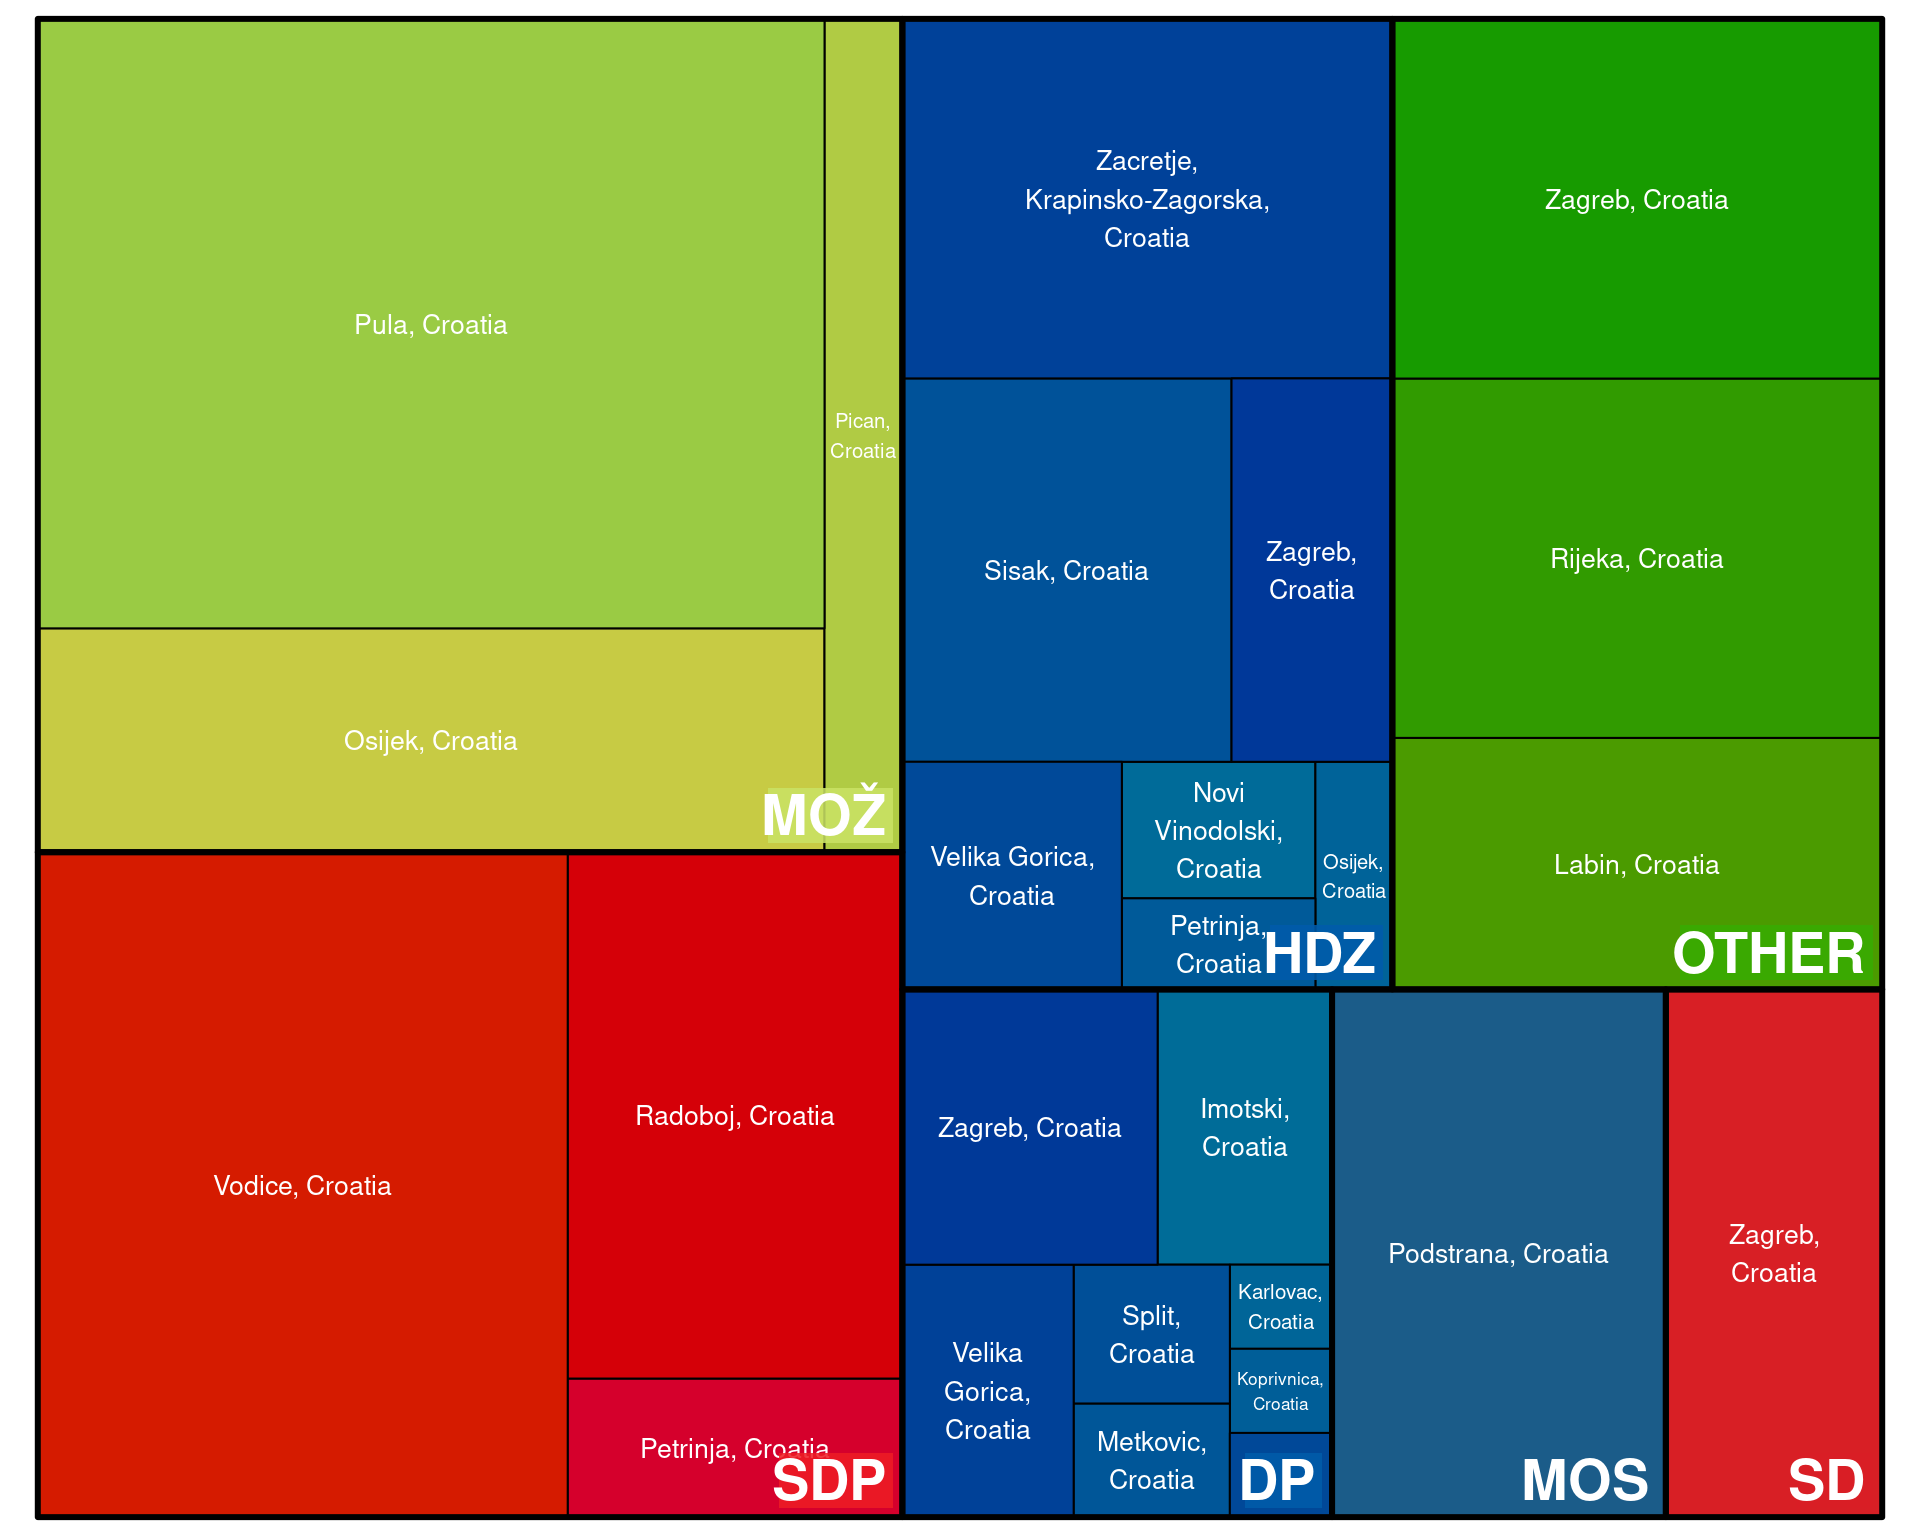 Pula, Croatia
Pican,
Croatia
Osijek, Croatia
MOŽ
Vodice, Croatia
Radoboj, Croatia
Petrinja, Croatia
SDP
Zacretje,
Krapinsko-Zagorska,
Croatia
Sisak, Croatia
Zagreb,
Croatia
Velika Gorica,
Croatia
Novi
Vinodolski,
Croatia
Petrinja,
Croatia
Osijek,
Croatia
HDZ
Zagreb, Croatia
Rijeka, Croatia
Labin, Croatia
OTHER
Zagreb, Croatia
Imotski,
Croatia
Velika
Gorica,
Croatia
Split,
Croatia
Metkovic,
Croatia
Karlovac,
Croatia
Koprivnica,
Croatia
DP
Podstrana, Croatia
MOS
Zagreb,
Croatia
SD